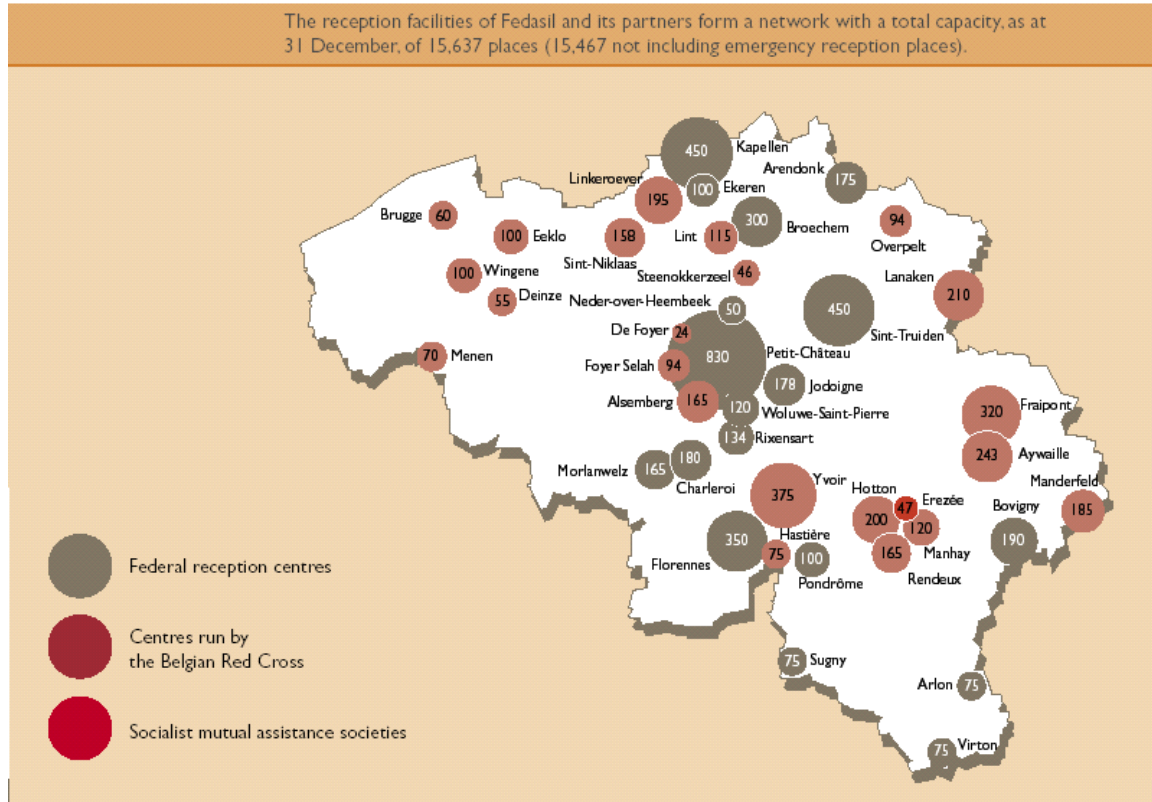 The reception facilities of Fedasil and its partners form a network with a total capacity, as at
31 December, of 15,637 places (15,467 not including emergency reception places).
450
Kapellen
Arendonk
175
Linkeroever
195
100
Ekeren
Brugge
60
100
Eeklo
158
Sint-Niklaas
Lint
115
300
Broechem
94
Overpelt
100
Wingene
Steenokkerzeel
46
Lanaken
210
55
Deinze
Neder-over-Heembeek
50
450
Sint-Truiden
De Foyer
24
830
Petit-Château
70
Menen
Foyer Selah
94
178
Jodoigne
Alsemberg
165
120
Woluwe-Saint-Pierre
320
Fraipont
134
Rixensart
243
Aywaille
Morlanwelz
165
180
Charleroi
375
Yvoir
Hotton
200
47
Erezée
120
Manhay
Manderfeld
185
Bovigny
190
350
Florennes
Hastière
75
100
Pondrôme
165
Rendeux
Federal reception centres
Centres run by
the Belgian Red Cross
Socialist mutual assistance societies
75
Sugny
Arlon
75
75
Virton